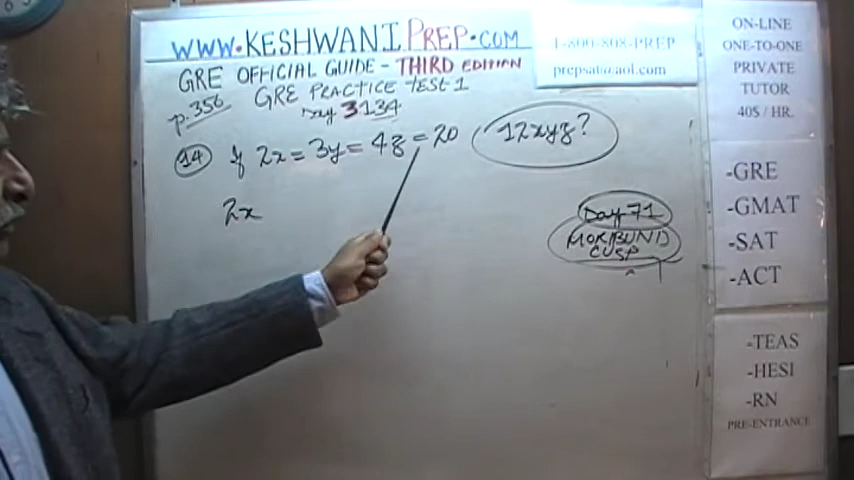 WWW.KESHWANIPREP.COM
GRE OFFICIAL GUIDE - THIRD EDITION
p.356 GRE PRACTICE TEST 1
Day 3134
14 If 2x = 3y = 4z = 20 12xyz?
2x
Day 71
MORIBUND
CUSP
1-800-808-PREP
prepsat@aol.com
ON-LINE
ONE-TO-ONE
PRIVATE
TUTOR
40$ / HR.
-GRE
-GMAT
-SAT
-ACT
-TEAS
-HESI
-RN
PRE-ENTRANCE